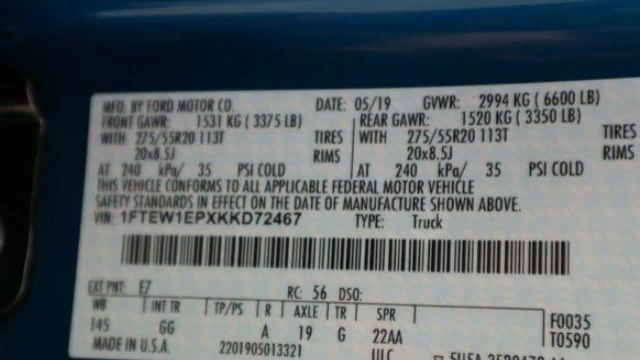 MFD. BY FORD MOTOR CO. DATE: 05/19 GVWR: 2994 KG ( 6600 LB)
FRONT GAWR: 1531 KG ( 3375 LB) REAR GAWR: 1520 KG ( 3350 LB)
WITH 275/55R20 113T TIRES WITH 275/55R20 113T TIRES
20x8.5J RIMS 20x8.5J RIMS
AT 240 kPa/ 35 PSI COLD AT 240 kPa/ 35 PSI COLD
THIS VEHICLE CONFORMS TO ALL APPLICABLE FEDERAL MOTOR VEHICLE
SAFETY STANDARDS IN EFFECT ON THE DATE OF MANUFACTURE SHOWN ABOVE.
VIN: 1FTEW1EPXKKD72467 TYPE: Truck
EXT PNT: E7 RC: 56 DSO:
WB INT TR TP/PS R AXLE TR SPR F0035
145 GG A 19 G 22AA T0590
MADE IN U.S.A. 2201905013321